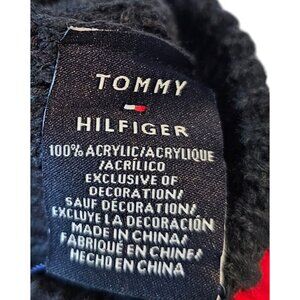 TOMMY
HILFIGER
100% ACRYLIC/ACRYLIQUE
/ACRÍLICO
EXCLUSIVE OF
DECORATION/
SAUF DÉCORATION/
EXCLUYE LA DECORACIÓN
MADE IN CHINA/
FABRIQUÉ EN CHINE/
HECHO EN CHINA